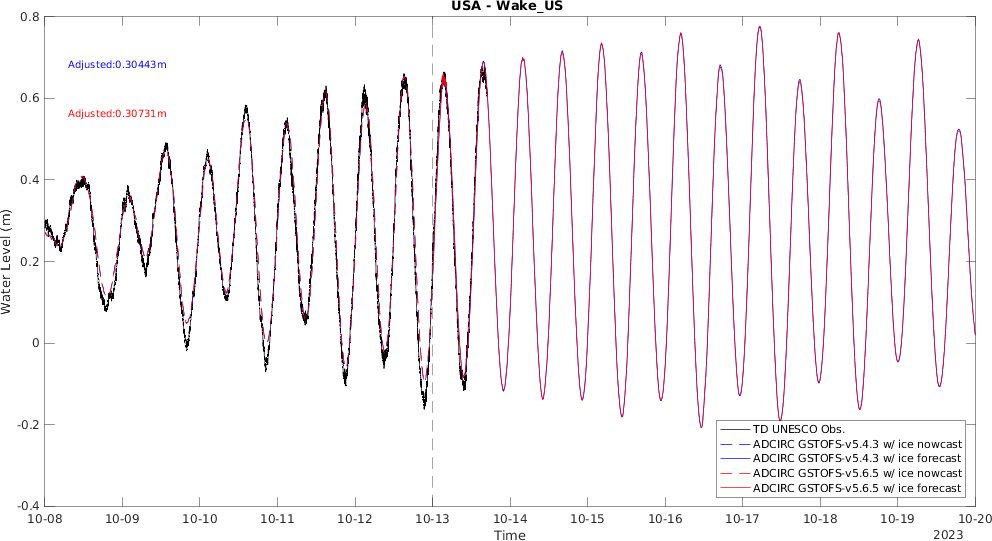 USA - Wake_US
0.8
0.6
0.4
0.2
0
-0.2
-0.4
Water Level (m)
Adjusted:0.30443m
Adjusted:0.30731m
TD UNESCO Obs.
ADCIRC GSTOFS-v5.4.3 w/ ice nowcast
ADCIRC GSTOFS-v5.4.3 w/ ice forecast
ADCIRC GSTOFS-v5.6.5 w/ ice nowcast
ADCIRC GSTOFS-v5.6.5 w/ ice forecast
10-08 10-09 10-10 10-11 10-12 10-13 10-14 10-15 10-16 10-17 10-18 10-19 10-20
Time
2023